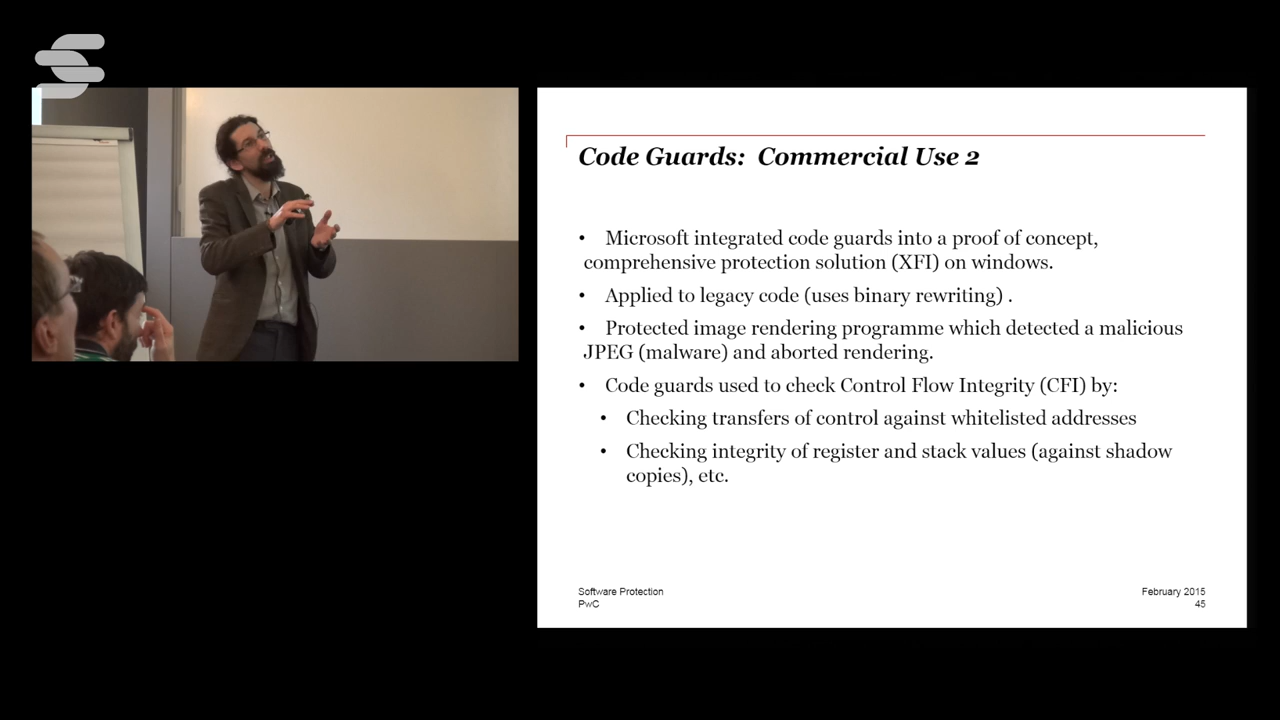 Code Guards: Commercial Use 2
• Microsoft integrated code guards into a proof of concept,
comprehensive protection solution (XFI) on windows.
• Applied to legacy code (uses binary rewriting) .
• Protected image rendering programme which detected a malicious
JPEG (malware) and aborted rendering.
• Code guards used to check Control Flow Integrity (CFI) by:
• Checking transfers of control against whitelisted addresses
• Checking integrity of register and stack values (against shadow
copies), etc.
Software Protection
PwC
February 2015
45